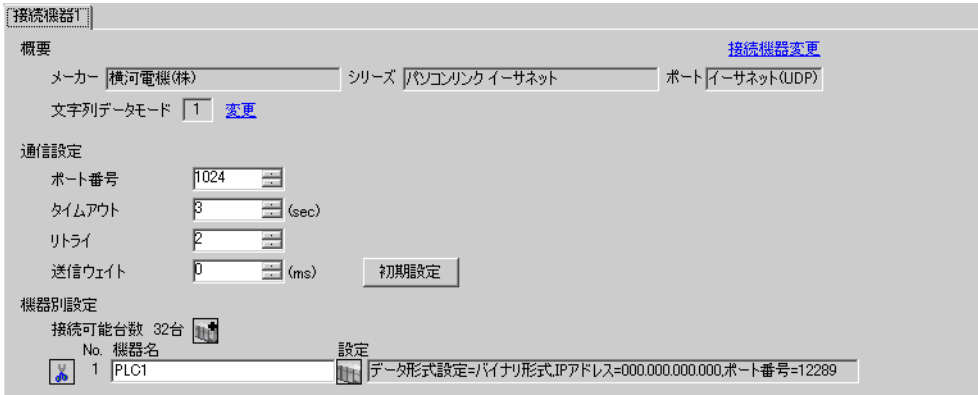 接続機器1
概要 接続機器変更
メーカー 横河電機(株) シリーズ パソコンリンク イーサネット ポート イーサネット(UDP)
文字列データモード 1 変更
通信設定
ポート番号 1024
タイムアウト 3 (sec)
リトライ 2
送信ウェイト 0 (ms) 初期設定
機器別設定
接続可能台数 32台
No. 機器名 設定
1 PLC1 データ形式設定=バイナリ形式,IPアドレス=000.000.000.000,ポート番号=12289